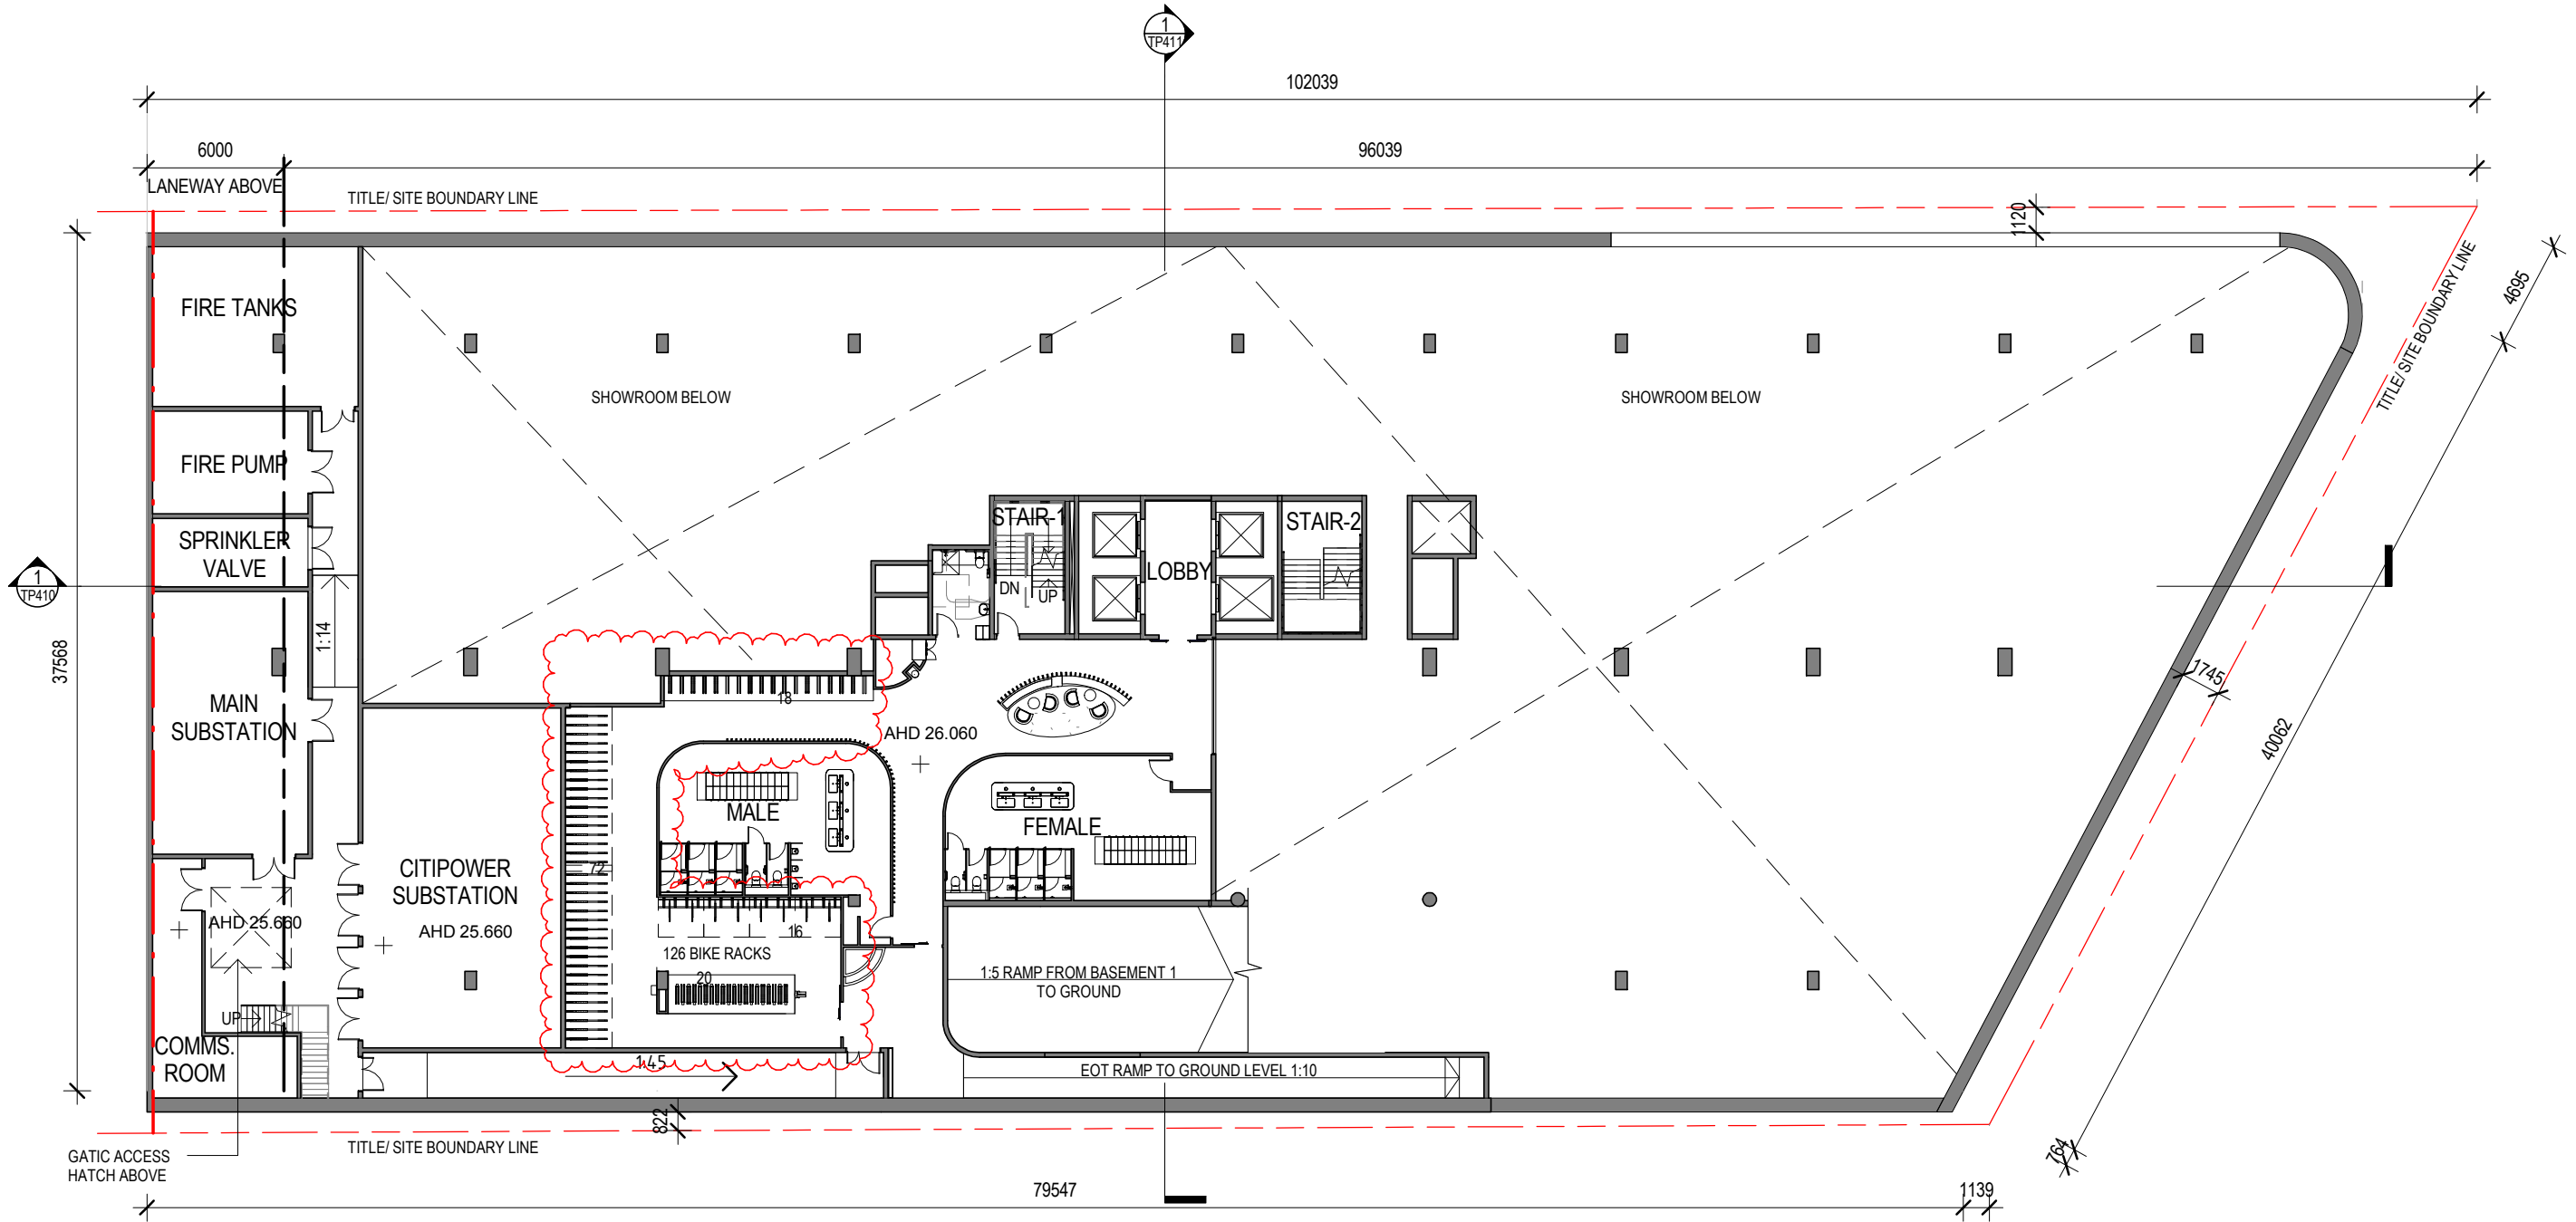 1
TP411
102039
6000
96039
LANEWAY ABOVE
TITLE/ SITE BOUNDARY LINE
1120
4695
TITLE/ SITE BOUNDARY LINE
FIRE TANKS
SHOWROOM BELOW
SHOWROOM BELOW
FIRE PUMP
STAIR-1
STAIR-2
SPRINKLER
VALVE
LOBBY
1
TP410
DN
UP
1:14
37568
1745
MAIN
SUBSTATION
18
AHD 26.060
40062
MALE
FEMALE
CITIPOWER
SUBSTATION
72
AHD 25.660
AHD 25.660
16
126 BIKE RACKS
20
1:5 RAMP FROM BASEMENT 1
TO GROUND
UP
COMMS.
ROOM
1:4.5
EOT RAMP TO GROUND LEVEL 1:10
822
TITLE/ SITE BOUNDARY LINE
GATIC ACCESS
HATCH ABOVE
764
79547
1139